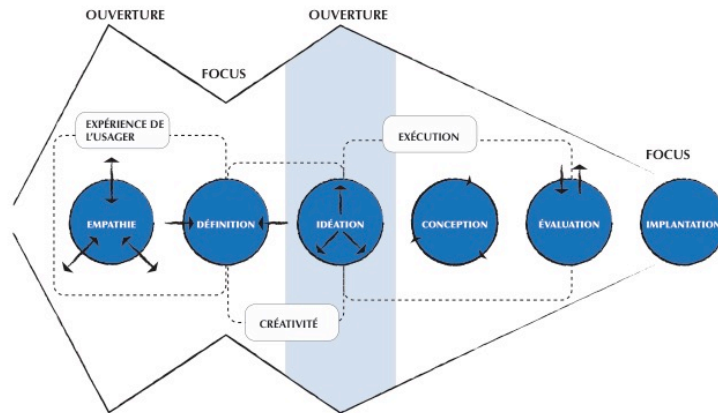 OUVERTURE
OUVERTURE
FOCUS
EXPÉRIENCE DE
L'USAGER
EXÉCUTION
FOCUS
EMPATHIE
DÉFINITION
IDÉATION
CONCEPTION
ÉVALUATION
IMPLANTATION
CRÉATIVITÉ